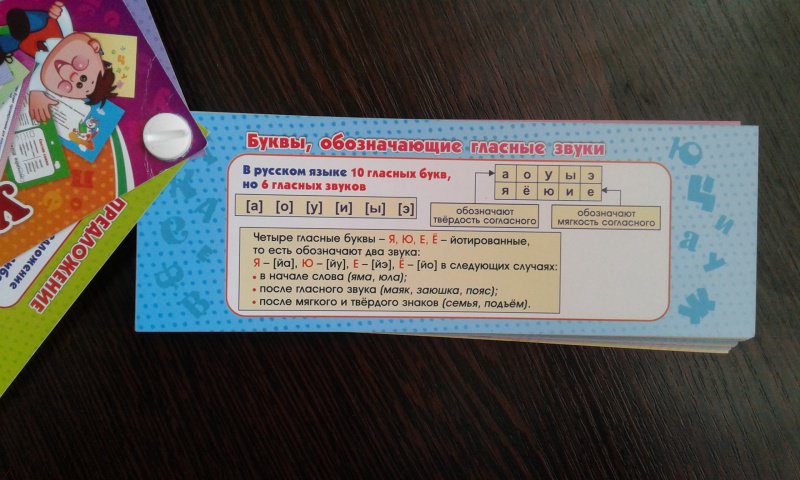 Буквы, обозначающие гласные звуки
В русском языке 10 гласных букв,
но 6 гласных звуков
[а] [о] [у] [и] [ы] [э]
а о у ы э
я ё ю и е
обозначают
твёрдость согласного
обозначают
мягкость согласного
Четыре гласные буквы – Я, Ю, Е, Ё – йотированные,
то есть обозначают два звука:
Я – [йа], Ю – [йу], Е – [йэ], Ё – [йо] в следующих случаях:
• в начале слова (яма, юла);
• после гласного звука (маяк, заюшка, пояс);
• после мягкого и твёрдого знаков (семья, подъём).
ПРЕДЛОЖЕНИЕ